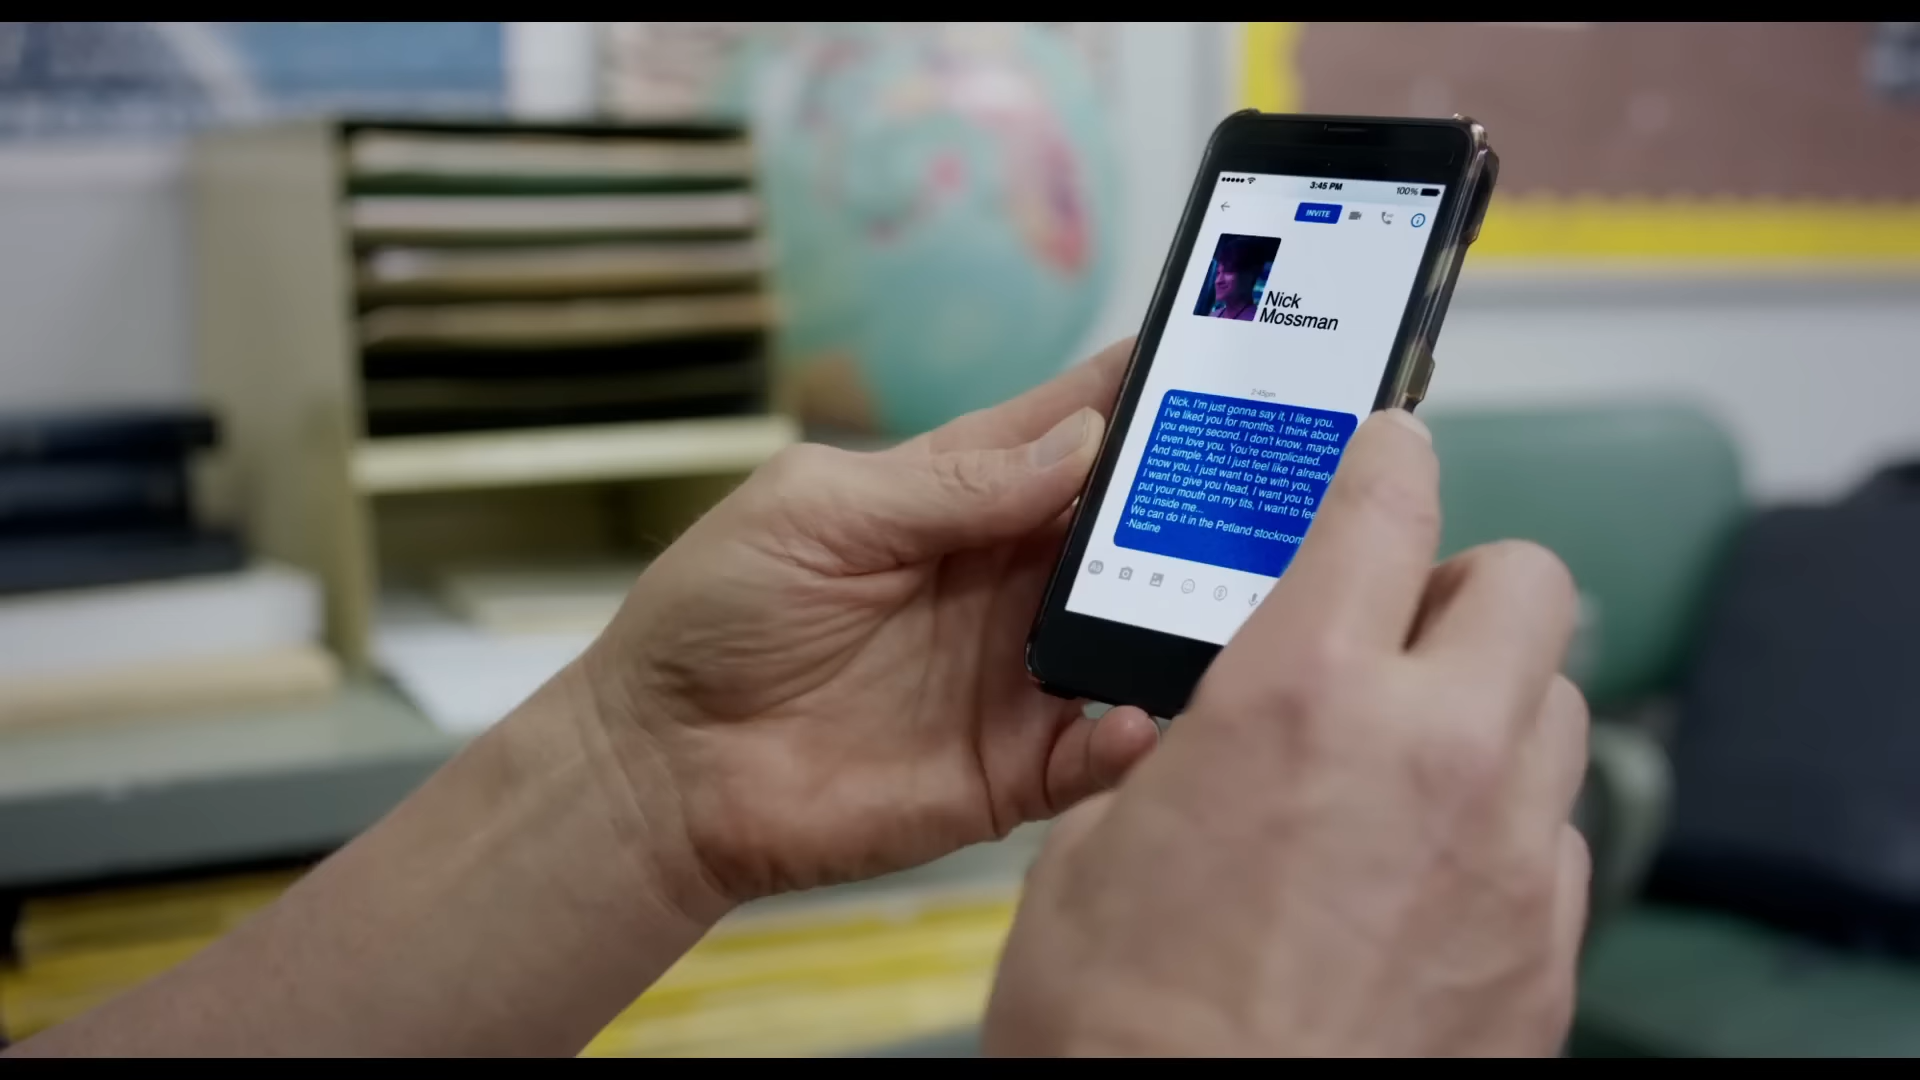 3:45 PM
100%
INVITE
Nick
Mossman
2:45pm
Nick. I'm just gonna say it, I like you.
I've liked you for months. I think about
you every second. I don't know, maybe
I even love you. You're complicated.
And simple. And I just feel like I already
know you, I just want to be with you,
I want to give you head, I want you to
put your mouth on my tits, I want to fee
you inside me...
We can do it in the Petland stockroom
-Nadine
Aa